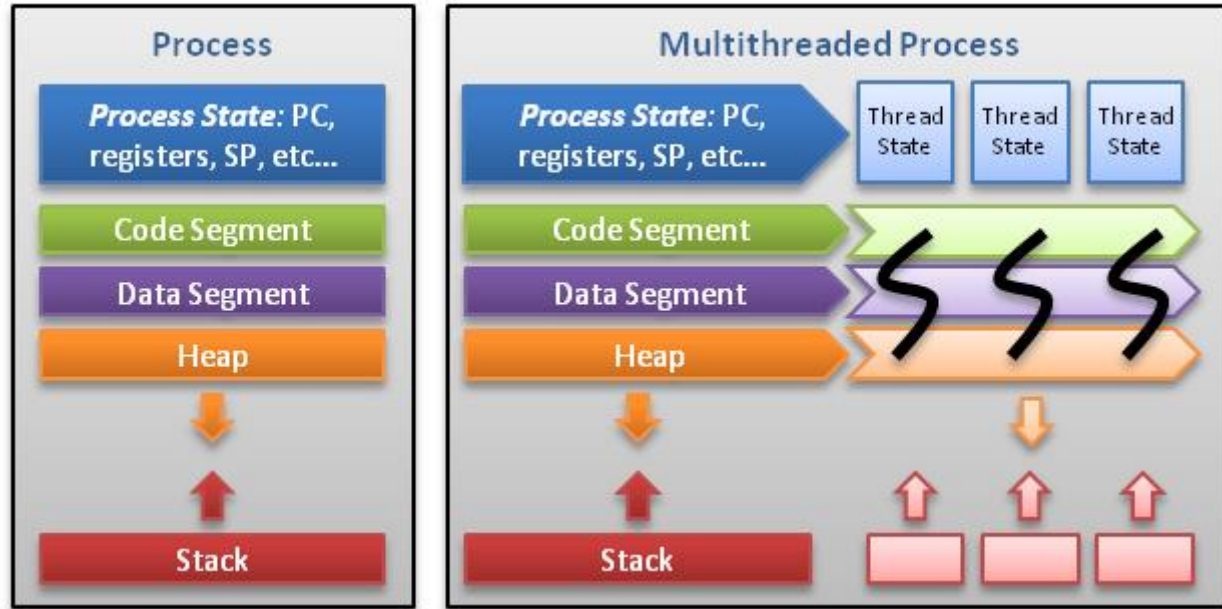 Process
Process State: PC,
registers, SP, etc...
Code Segment
Data Segment
Heap
Stack
Multithreaded Process
Process State: PC,
registers, SP, etc...
Thread
State
Thread
State
Thread
State
Code Segment
Data Segment
Heap
Stack